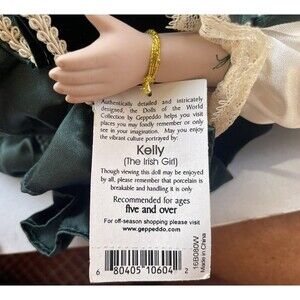 Authentically detailed and intricately
designed, the Dolls of the World
Collection by Geppeddo helps you visit
places you may fondly remember or only
see in your imagination. May you enjoy
the vibrant culture portrayed by:
Kelly
(The Irish Girl)
Though viewing this doll may be enjoyed
by all, please remember that porcelain is
breakable and handling it is only
Recommended for ages
five and over
For off-season shopping please visit
www.geppeddo.com
6 80405 10604 2
16B080W
Made in China